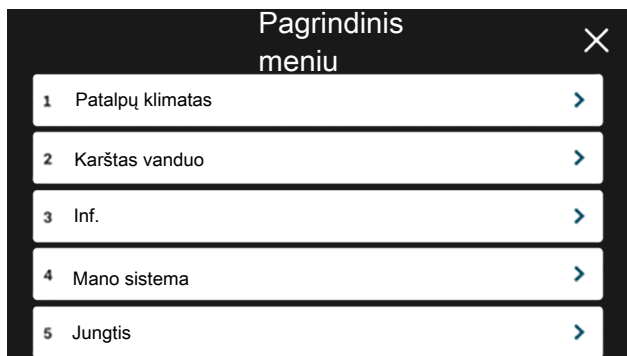 Pagrindinis
meniu
1 Patalpų klimatas
2 Karštas vanduo
3 Inf.
4 Mano sistema
5 Jungtis